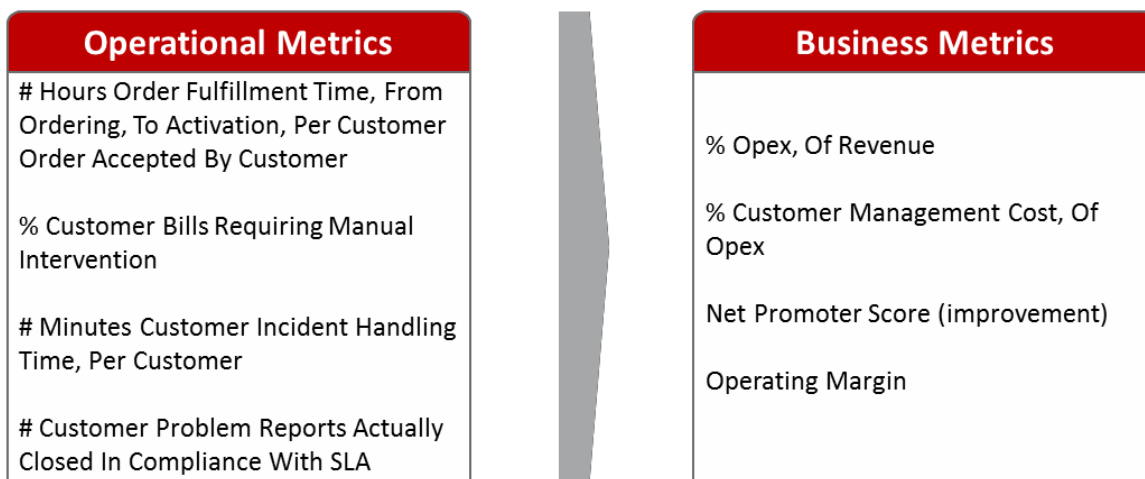 Operational Metrics
# Hours Order Fulfillment Time, From
Ordering, To Activation, Per Customer
Order Accepted By Customer
% Customer Bills Requiring Manual
Intervention
# Minutes Customer Incident Handling
Time, Per Customer
# Customer Problem Reports Actually
Closed In Compliance With SLA
Business Metrics
% Opex, Of Revenue
% Customer Management Cost, Of
Opex
Net Promoter Score (improvement)
Operating Margin